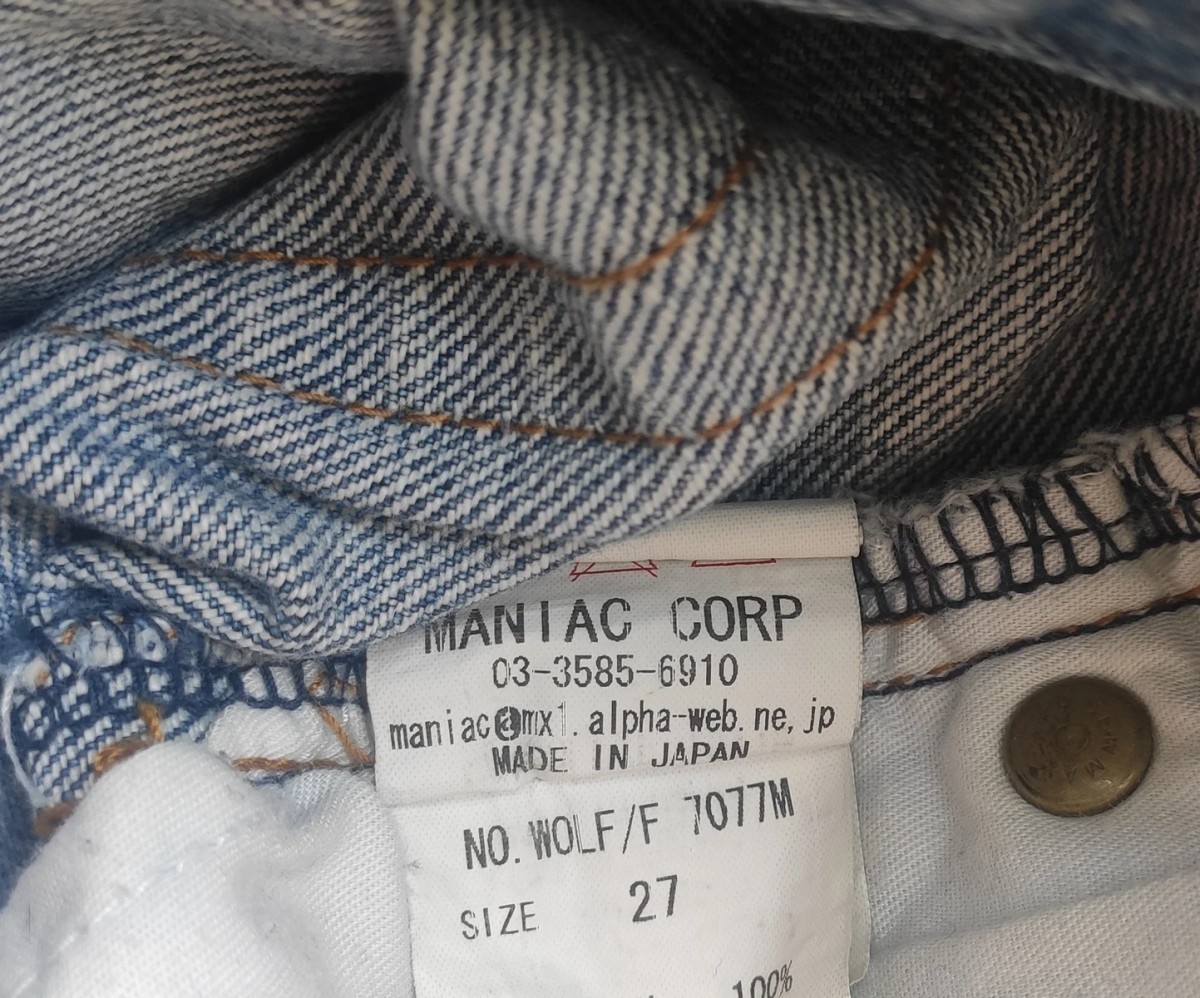 MANIAC CORP
03-3585-6910
maniac@mx1.alpha-web.ne,jp
MADE IN JAPAN
NO. WOLF/F 7077M
SIZE 27
100%